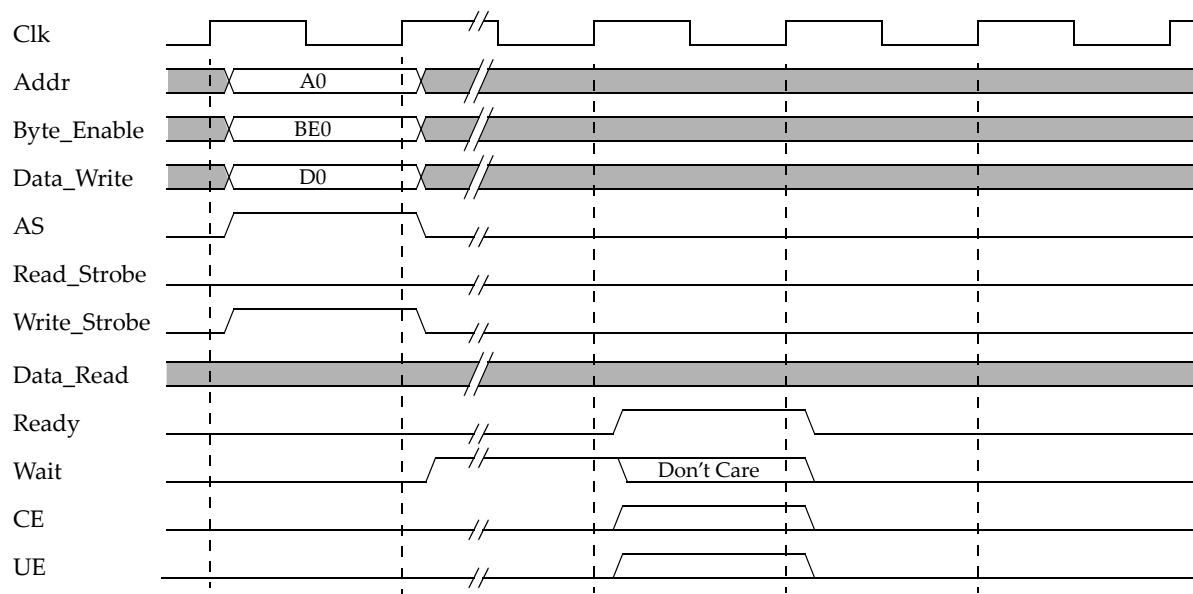 Clk
Addr A0
Byte_Enable BE0
Data_Write D0
AS
Read_Strobe
Write_Strobe
Data_Read
Ready
Wait Don't Care
CE
UE